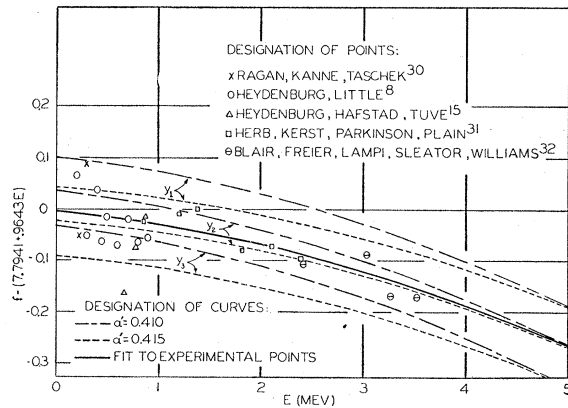 DESIGNATION OF POINTS:
x RAGAN, KANNE, TASCHEK30
O HEYDENBURG, LITTLE8
△ HEYDENBURG, HAFSTAD, TUVE15
□ HERB, KERST, PARKINSON, PLAIN31
⊖ BLAIR, FREIER, LAMPI, SLEATOR, WILLIAMS32
f-(7.7941+.9643E)
0.2
0.1
0
-0.1
-0.2
-0.3
y1
y2
y3
DESIGNATION OF CURVES:
α'=0.410
α'=0.415
FIT TO EXPERIMENTAL POINTS
0 1 2 3 4 5
E (MEV)